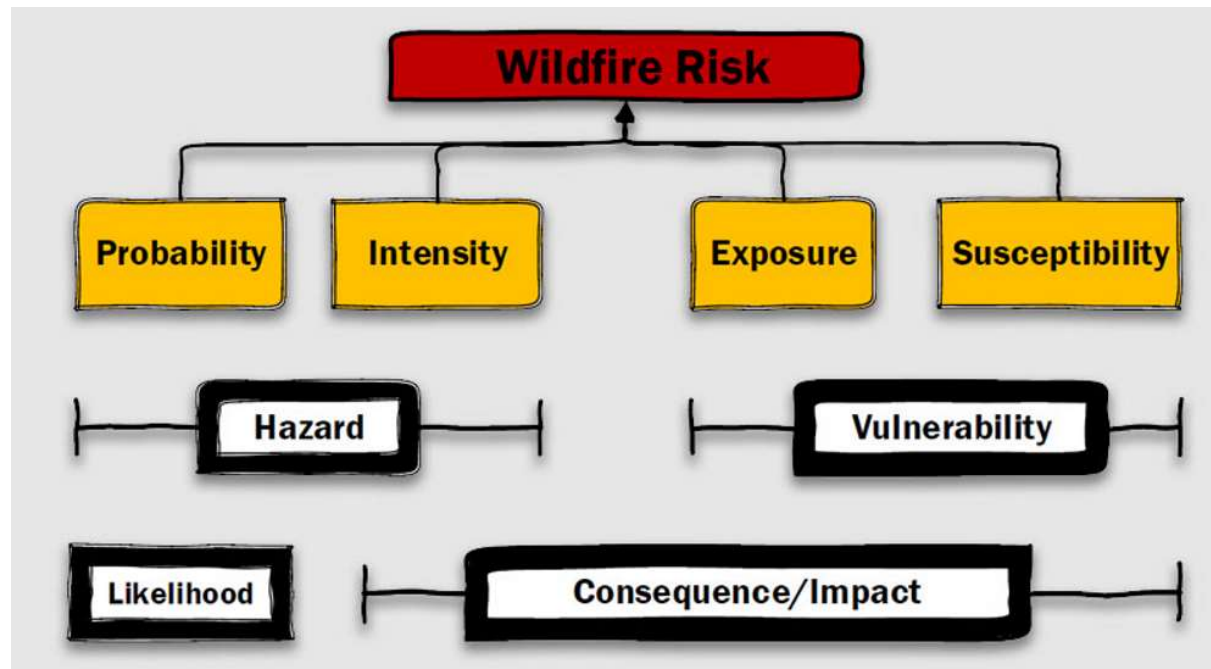 Wildfire Risk
Probability
Intensity
Exposure
Susceptibility
Hazard
Vulnerability
Likelihood
Consequence/Impact